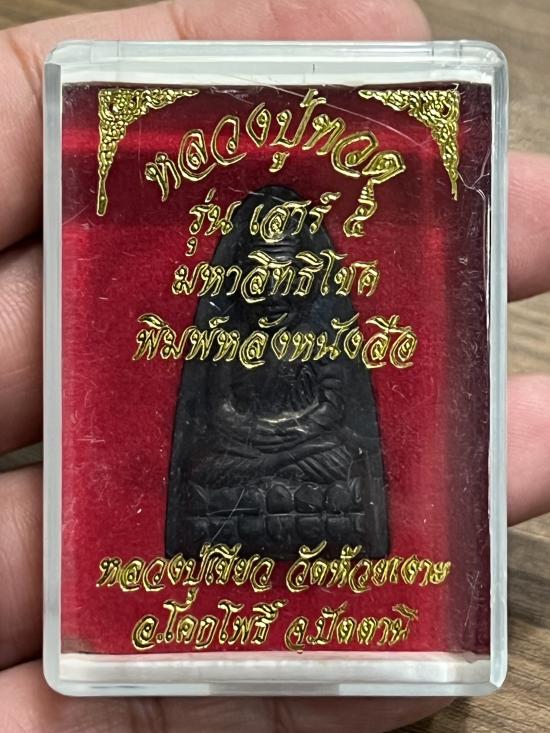 หลวงปู่ทวด
รุ่น เสาร์ ๕
มหาสิทธิโชค
พิมพ์หลังหนังสือ
หลวงปู่เขียว วัดห้วยเงาะ
อ.โคกโพธิ์ จ.ปัตตานี